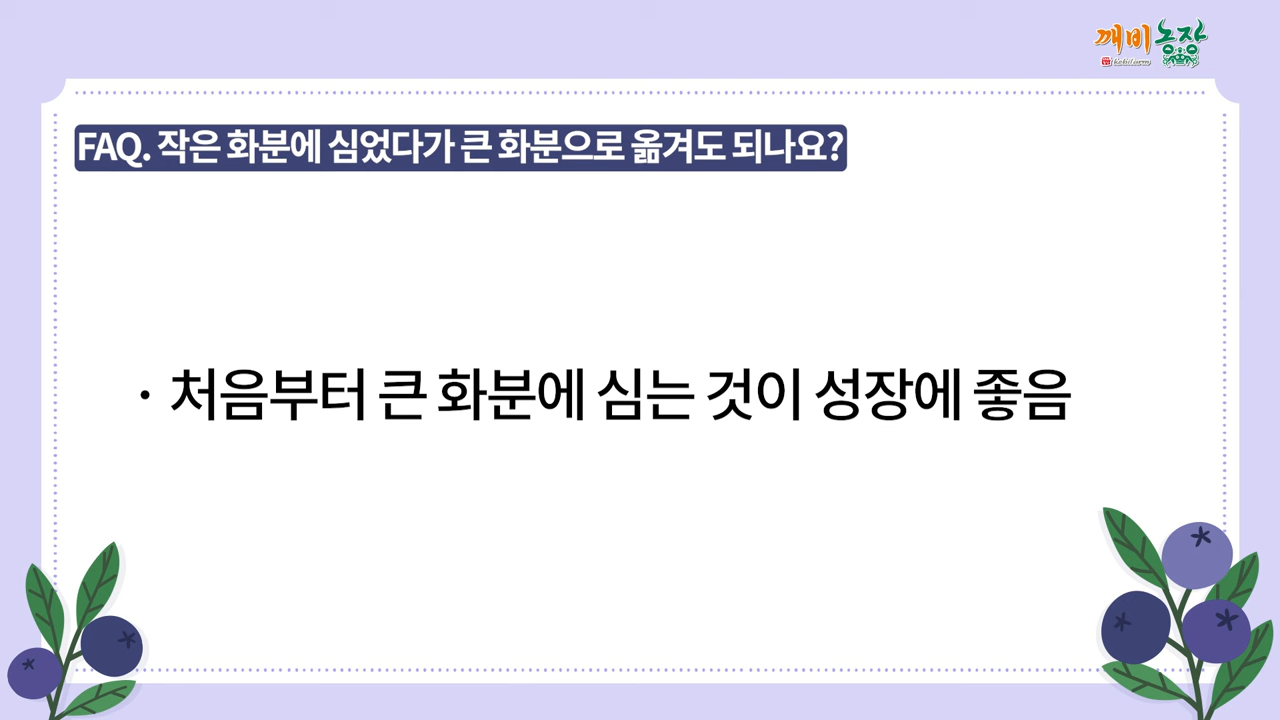 깨비농장
FAQ. 작은 화분에 심었다가 큰 화분으로 옮겨도 되나요?
· 처음부터 큰 화분에 심는 것이 성장에 좋음